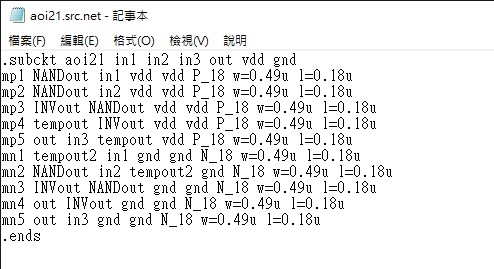 aoi21.src.net - 記事本
檔案(F) 編輯(E) 格式(O) 檢視(V) 說明
.subckt aoi21 in1 in2 in3 out vdd gnd
mp1 NANDout in1 vdd vdd P_18 w=0.49u l=0.18u
mp2 NANDout in2 vdd vdd P_18 w=0.49u l=0.18u
mp3 INVout NANDout vdd vdd P_18 w=0.49u l=0.18u
mp4 tempout INVout vdd vdd P_18 w=0.49u l=0.18u
mp5 out in3 tempout vdd P_18 w=0.49u l=0.18u
mn1 tempout2 in1 gnd gnd N_18 w=0.49u l=0.18u
mn2 NANDout in2 tempout2 gnd N_18 w=0.49u l=0.18u
mn3 INVout NANDout gnd gnd N_18 w=0.49u l=0.18u
mn4 out INVout gnd gnd N_18 w=0.49u l=0.18u
mn5 out in3 gnd gnd N_18 w=0.49u l=0.18u
.ends